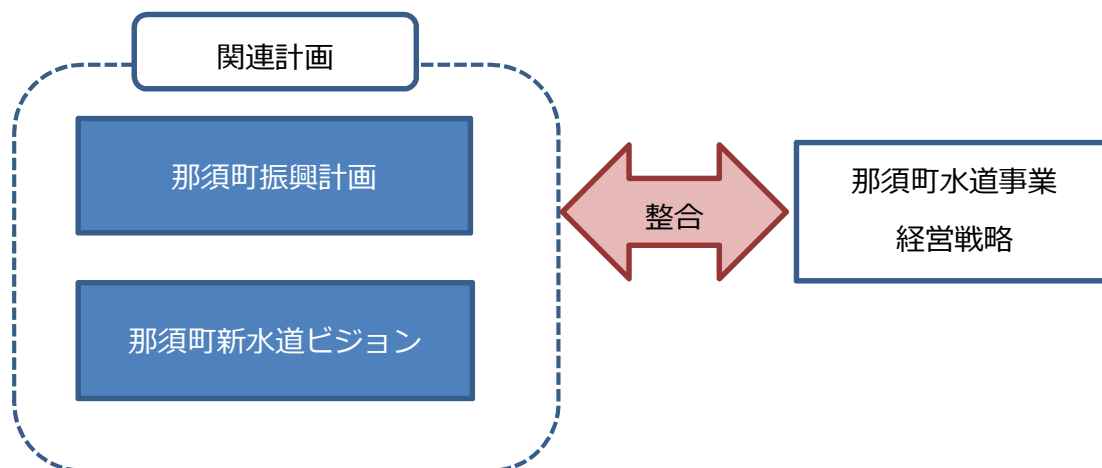 関連計画
那須町振興計画
那須町新水道ビジョン
整合
那須町水道事業
経営戦略